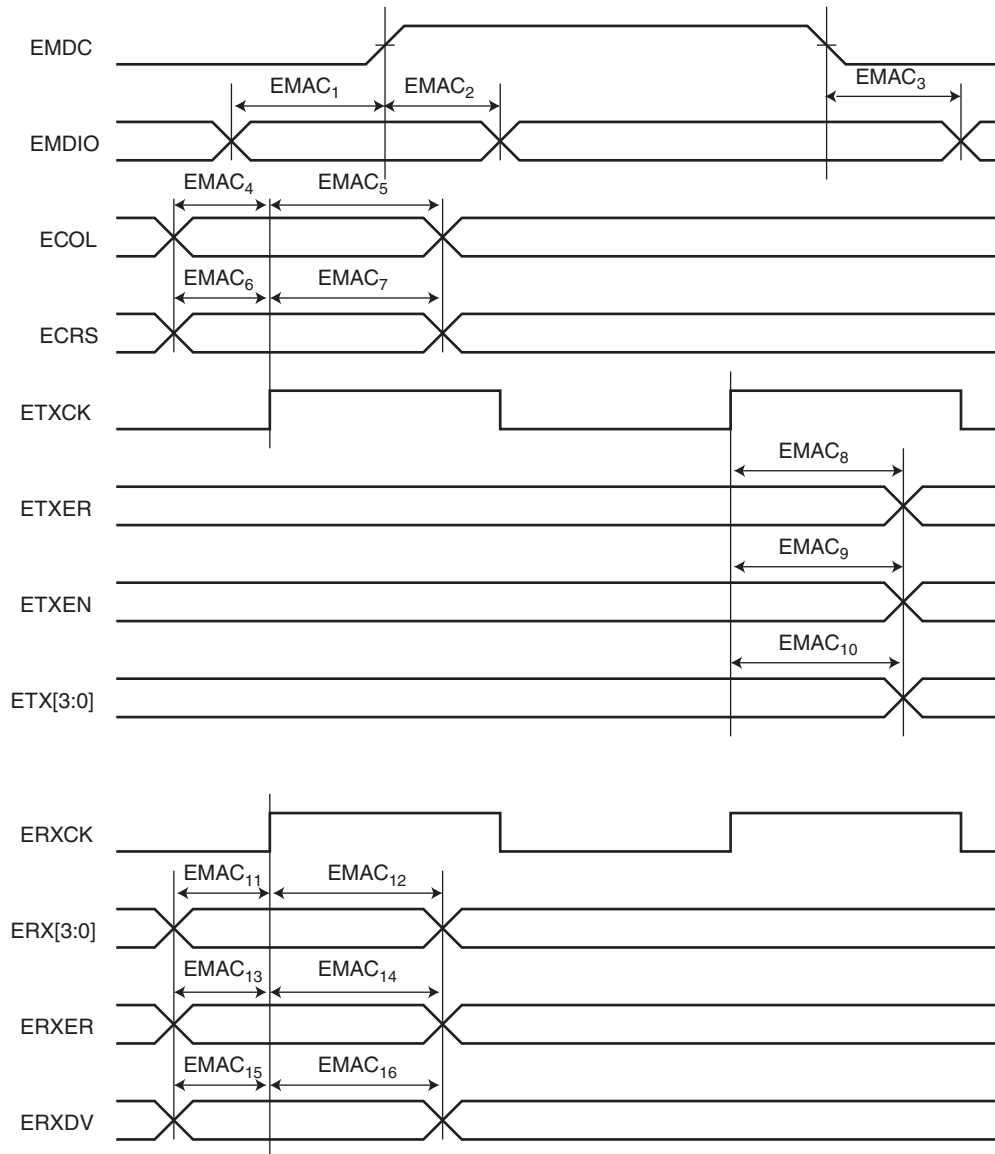 EMDC
EMAC1 EMAC2 EMAC3
EMDIO
EMAC4 EMAC5
ECOL
EMAC6 EMAC7
ECRS
ETXCK
EMAC8
ETXER
EMAC9
ETXEN
EMAC10
ETX[3:0]
ERXCK
EMAC11 EMAC12
ERX[3:0]
EMAC13 EMAC14
ERXER
EMAC15 EMAC16
ERXDV